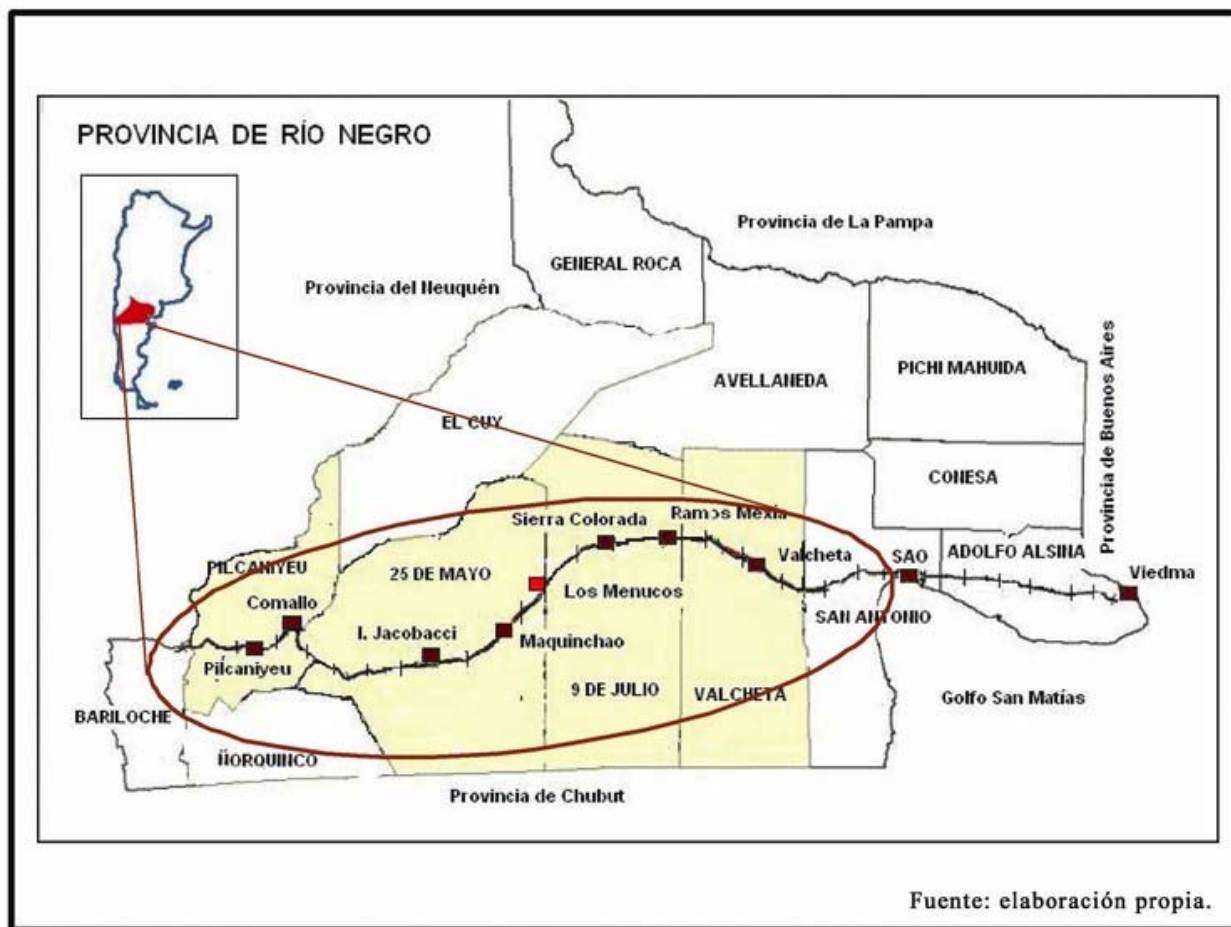 PROVINCIA DE RÍO NEGRO
Provincia de La Pampa
GENERAL ROCA
Provincia del Neuquén
Provincia de Buenos Aires
PICHI MAHUIDA
AVELLANEDA
EL CUY
CONESA
Sierra Colorada
Ramos Mexía
Valcheta
SAO
ADOLFO ALSINA
PILCANIYEU
25 DE MAYO
Viedma
Comallo
Los Menucos
SAN ANTONIO
I. Jacobacci
Maquinchao
Pilcaniyeu
9 DE JULIO
VALCHETA
Golfo San Matías
BARILOCHE
ÑORQUINCO
Provincia de Chubut
Fuente: elaboración propia.